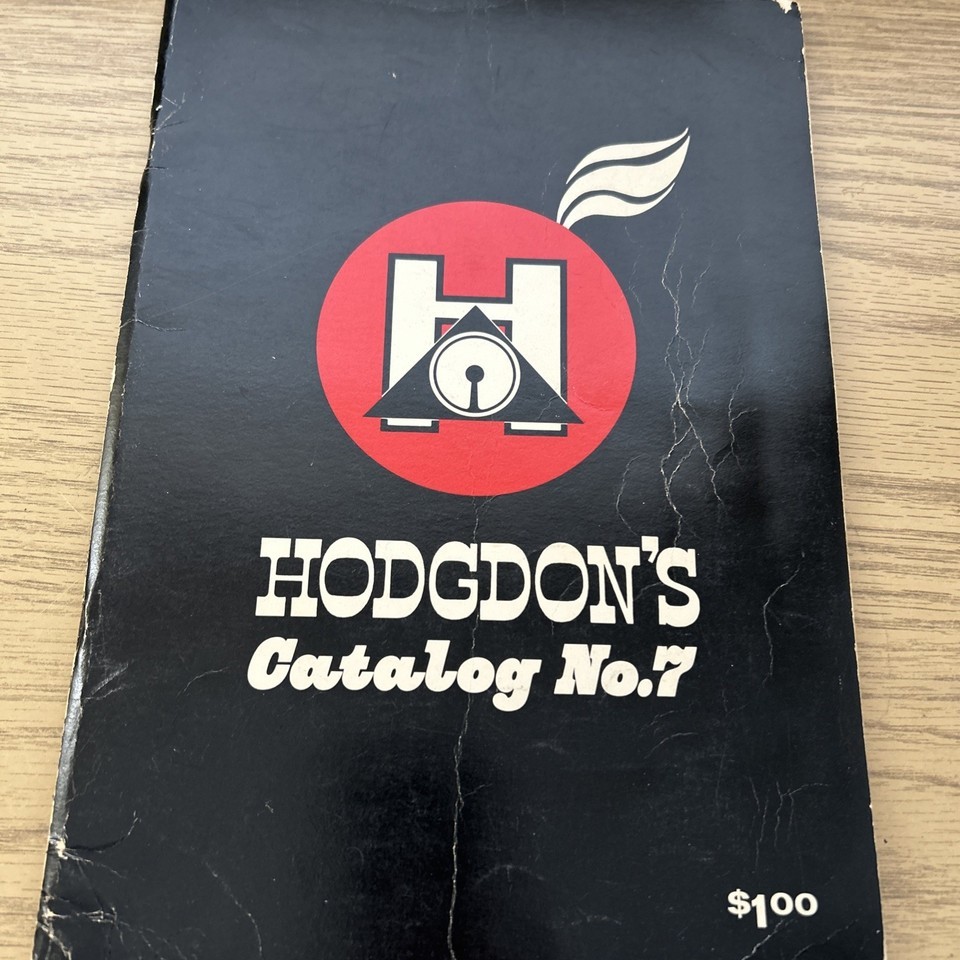 H
HODGDON'S
Catalog No.7
$1.00